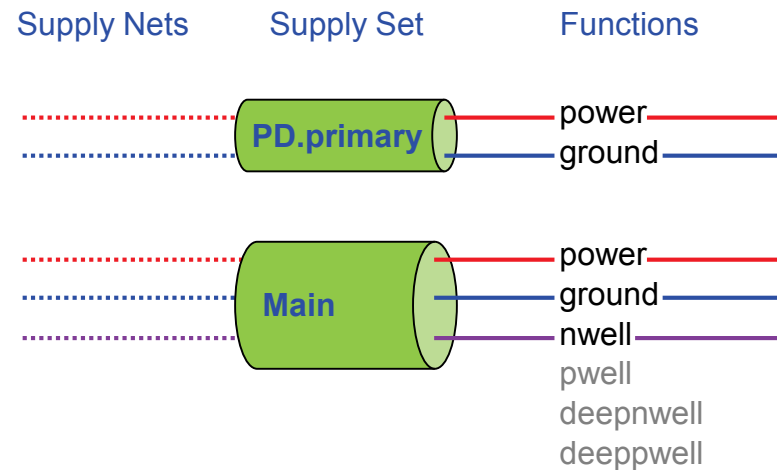 Supply Nets Supply Set Functions
PD.primary
power
ground
Main
power
ground
nwell
pwell
deepnwell
deeppwell